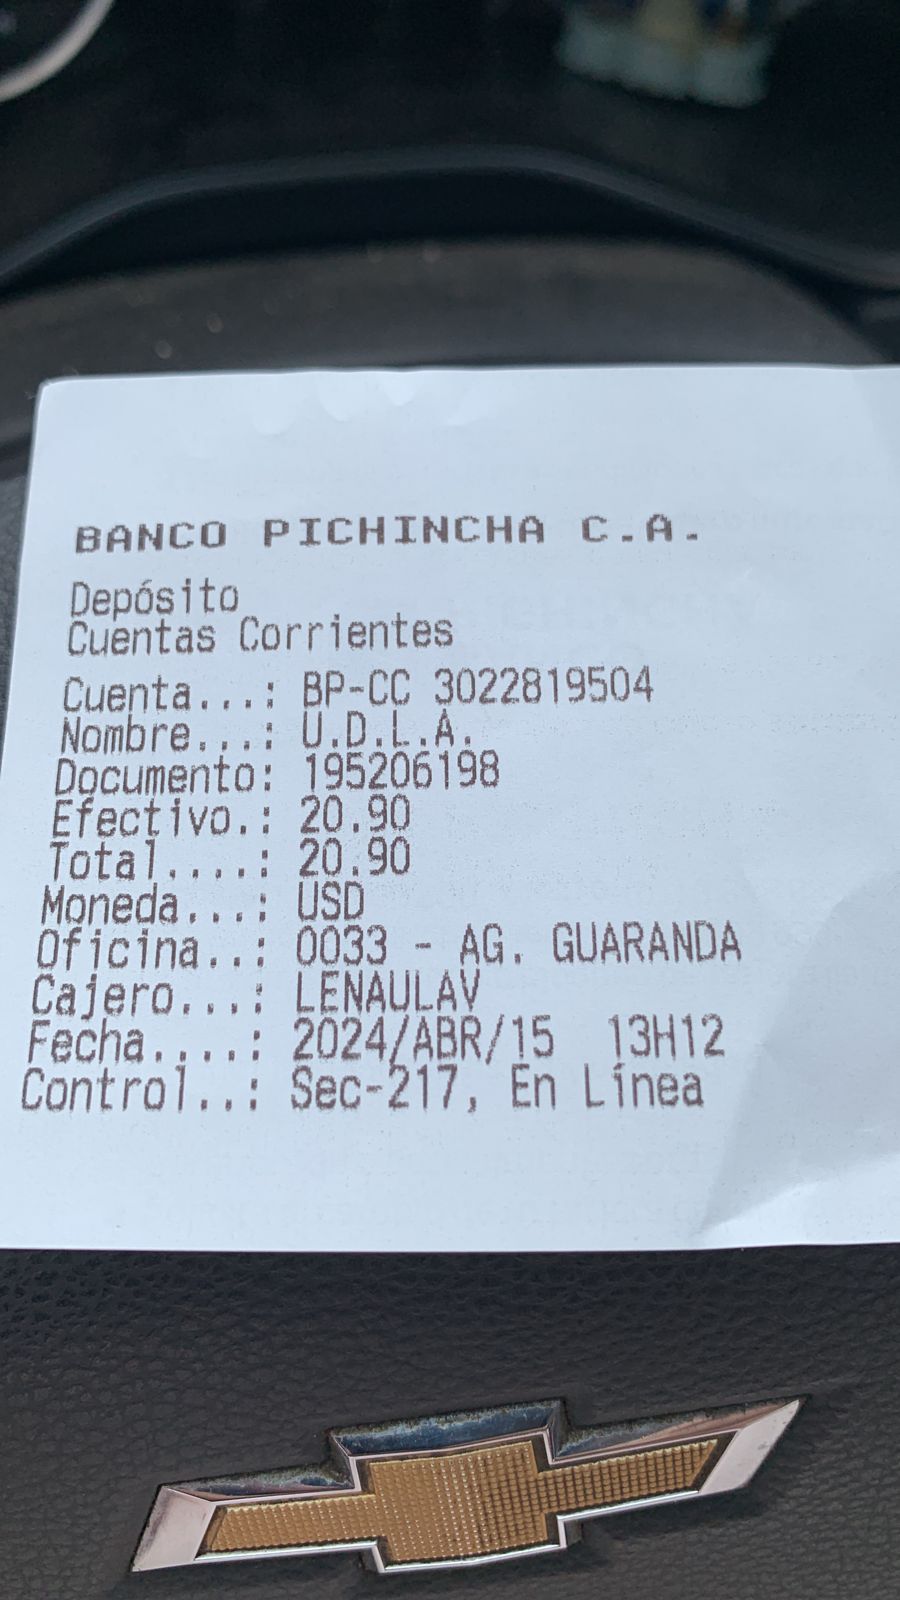 BANCO PICHINCHA C.A.
Depósito
Cuentas Corrientes
Cuenta...: BP-CC 3022819504
Nombre...: U.D.L.A.
Documento: 195206198
Efectivo.: 20.90
Total....: 20.90
Moneda...: USD
Oficina..: 0033 - AG. GUARANDA
Cajero...: LENAULAV
Fecha....: 2024/ABR/15 13H12
Control..: Sec-217, En Línea